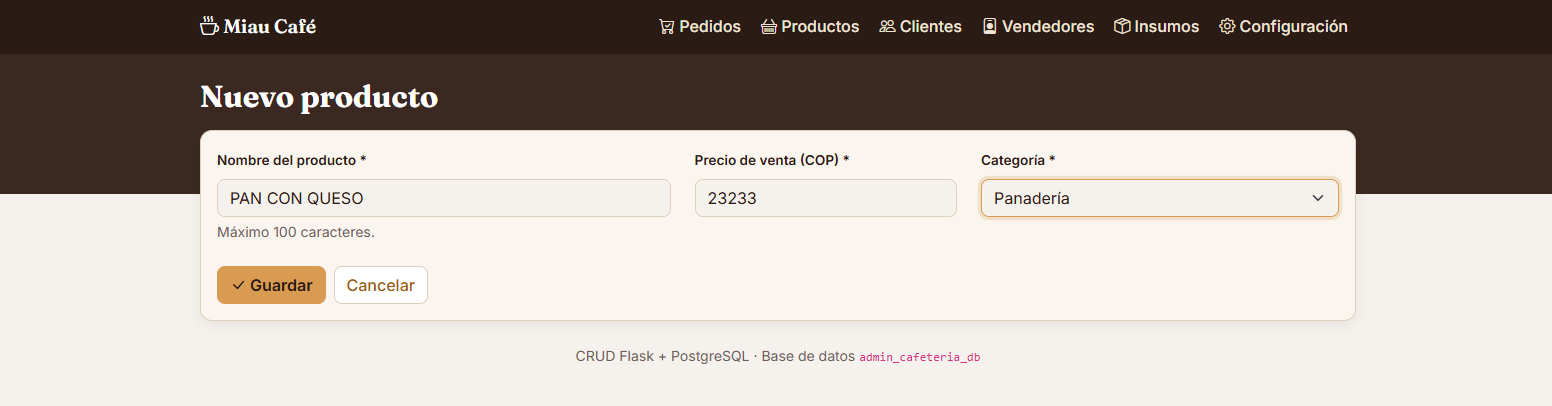 Miau Café Pedidos Productos Clientes Vendedores Insumos Configuración
Nuevo producto
Nombre del producto * Precio de venta (COP) * Categoría *
PAN CON QUESO 23233 Panadería
Máximo 100 caracteres.
Guardar Cancelar
CRUD Flask + PostgreSQL · Base de datos admin_cafeteria_db